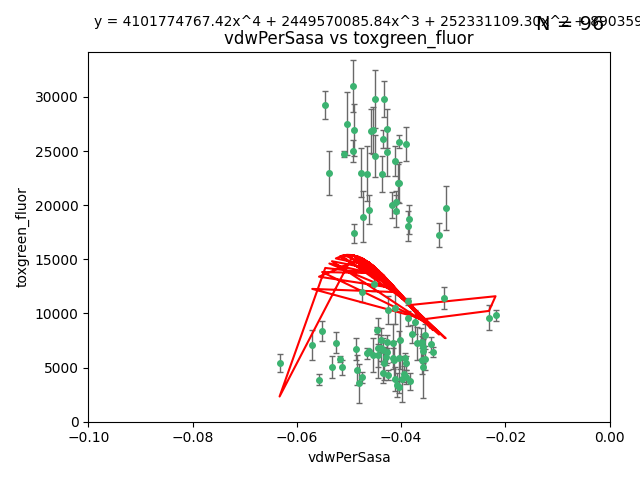 y = 4101774767.42x^4 + 2449570085.84x^3 + 252331109.30x^2 +
N = 96
vdwPerSasa vs toxgreen_fluor
30000
25000
20000
15000
10000
5000
0
toxgreen_fluor
−0.10 −0.08 −0.06 −0.04 −0.02 0.00
vdwPerSasa